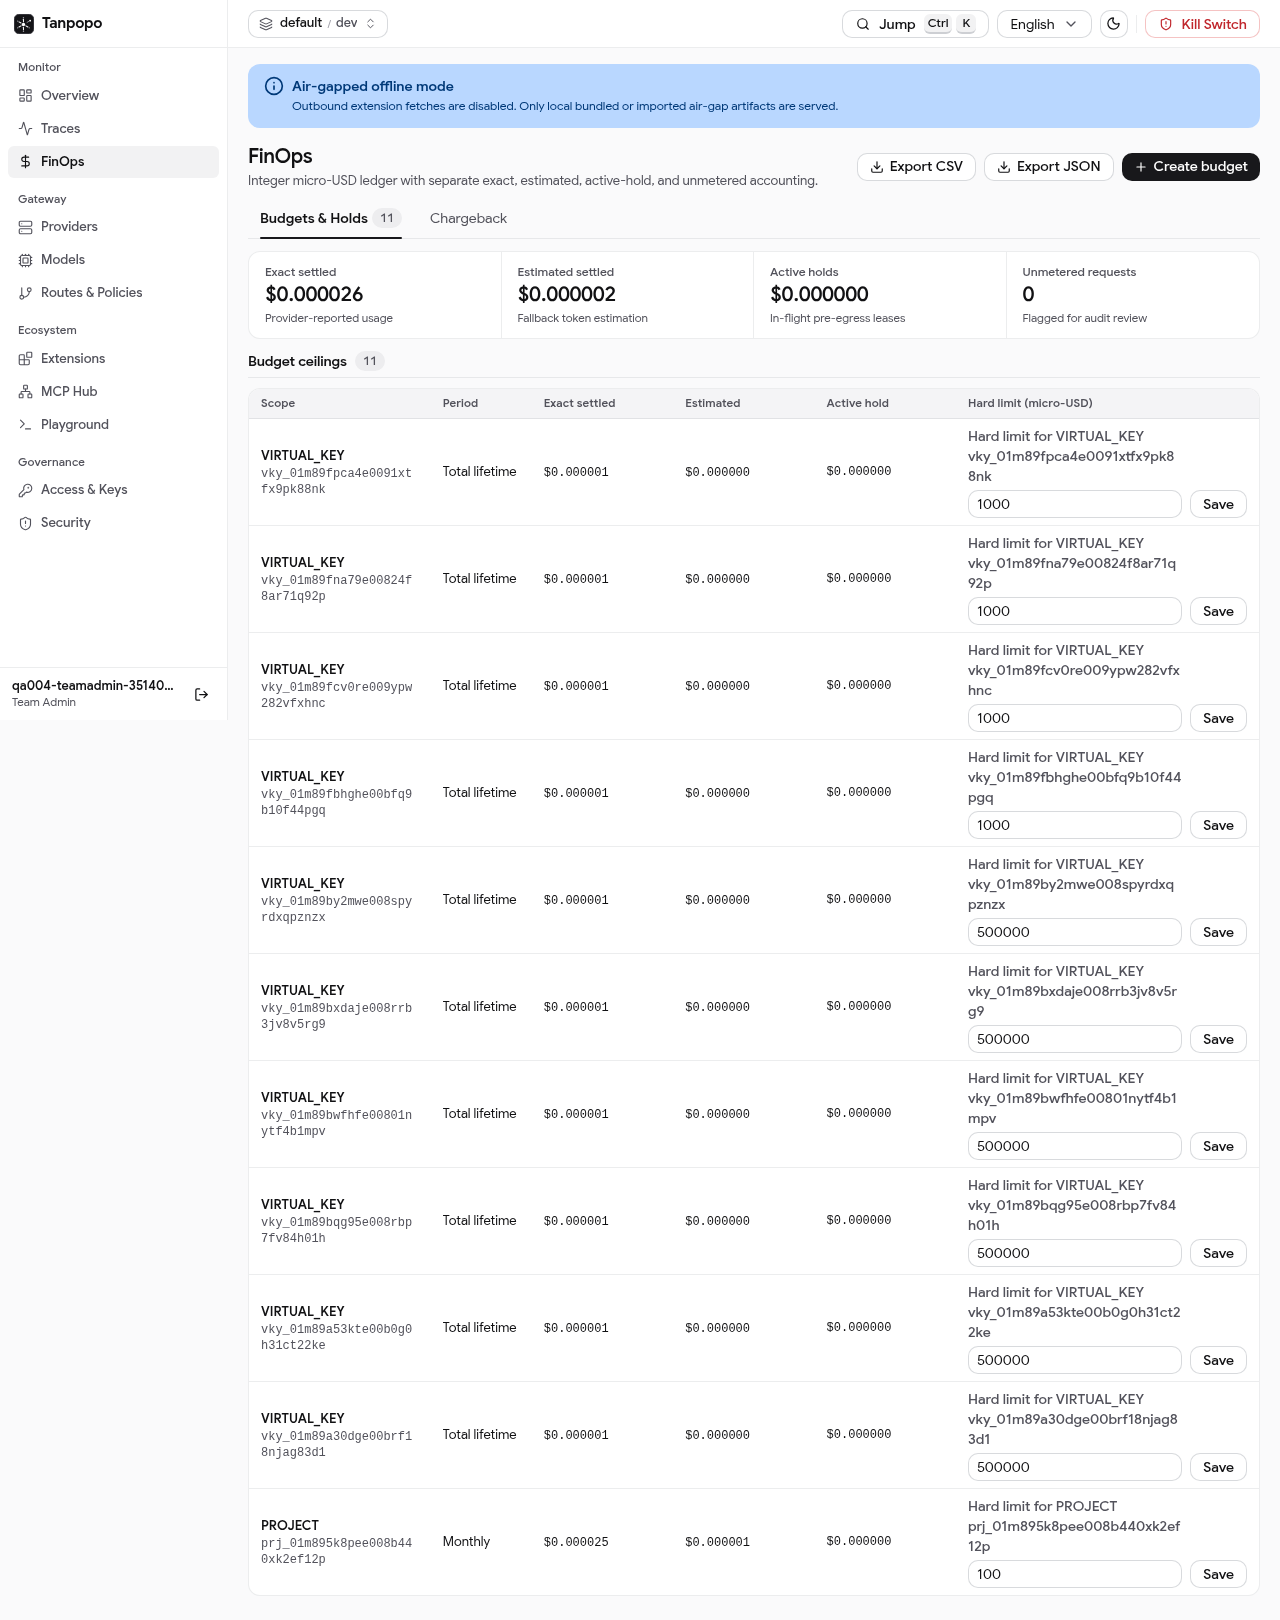 Tanpopo
default / dev
Jump Ctrl K
English
Kill Switch
Monitor
Overview
Traces
FinOps
Gateway
Providers
Models
Routes & Policies
Ecosystem
Extensions
MCP Hub
Playground
Governance
Access & Keys
Security
qa004-teamadmin-35140...
Team Admin
Air-gapped offline mode
Outbound extension fetches are disabled. Only local bundled or imported air-gap artifacts are served.
FinOps
Integer micro-USD ledger with separate exact, estimated, active-hold, and unmetered accounting.
Export CSV
Export JSON
Create budget
Budgets & Holds 11
Chargeback
Exact settled
$0.000026
Provider-reported usage
Estimated settled
$0.000002
Fallback token estimation
Active holds
$0.000000
In-flight pre-egress leases
Unmetered requests
0
Flagged for audit review
Budget ceilings 11
Scope Period Exact settled Estimated Active hold Hard limit (micro-USD)
VIRTUAL_KEY
vky_01m89fpca4e0091xt
fx9pk88nk
Total lifetime $0.000001 $0.000000 $0.000000
Hard limit for VIRTUAL_KEY
vky_01m89fpca4e0091xtfx9pk8
8nk
1000 Save
VIRTUAL_KEY
vky_01m89fna79e00824f
8ar71q92p
Total lifetime $0.000001 $0.000000 $0.000000
Hard limit for VIRTUAL_KEY
vky_01m89fna79e00824f8ar71q
92p
1000 Save
VIRTUAL_KEY
vky_01m89fcv0re009ypw
282vfxhnc
Total lifetime $0.000001 $0.000000 $0.000000
Hard limit for VIRTUAL_KEY
vky_01m89fcv0re009ypw282vfx
hnc
1000 Save
VIRTUAL_KEY
vky_01m89fbhghe00bfq9
b10f44pgq
Total lifetime $0.000001 $0.000000 $0.000000
Hard limit for VIRTUAL_KEY
vky_01m89fbhghe00bfq9b10f44
pgq
1000 Save
VIRTUAL_KEY
vky_01m89by2mwe008spy
rdxqpznzx
Total lifetime $0.000001 $0.000000 $0.000000
Hard limit for VIRTUAL_KEY
vky_01m89by2mwe008spyrdxq
pznzx
500000 Save
VIRTUAL_KEY
vky_01m89bxdaje008rrb
3jv8v5rg9
Total lifetime $0.000001 $0.000000 $0.000000
Hard limit for VIRTUAL_KEY
vky_01m89bxdaje008rrb3jv8v5r
g9
500000 Save
VIRTUAL_KEY
vky_01m89bwfhfe00801n
ytf4b1mpv
Total lifetime $0.000001 $0.000000 $0.000000
Hard limit for VIRTUAL_KEY
vky_01m89bwfhfe00801nytf4b1
mpv
500000 Save
VIRTUAL_KEY
vky_01m89bqg95e008rbp
7fv84h01h
Total lifetime $0.000001 $0.000000 $0.000000
Hard limit for VIRTUAL_KEY
vky_01m89bqg95e008rbp7fv84
h01h
500000 Save
VIRTUAL_KEY
vky_01m89a53kte00b0g0
h31ct22ke
Total lifetime $0.000001 $0.000000 $0.000000
Hard limit for VIRTUAL_KEY
vky_01m89a53kte00b0g0h31ct2
2ke
500000 Save
VIRTUAL_KEY
vky_01m89a30dge00brf1
8njag83d1
Total lifetime $0.000001 $0.000000 $0.000000
Hard limit for VIRTUAL_KEY
vky_01m89a30dge00brf18njag8
3d1
500000 Save
PROJECT
prj_01m895k8pee008b44
0xk2ef12p
Monthly $0.000025 $0.000001 $0.000000
Hard limit for PROJECT
prj_01m895k8pee008b440xk2ef
12p
100 Save